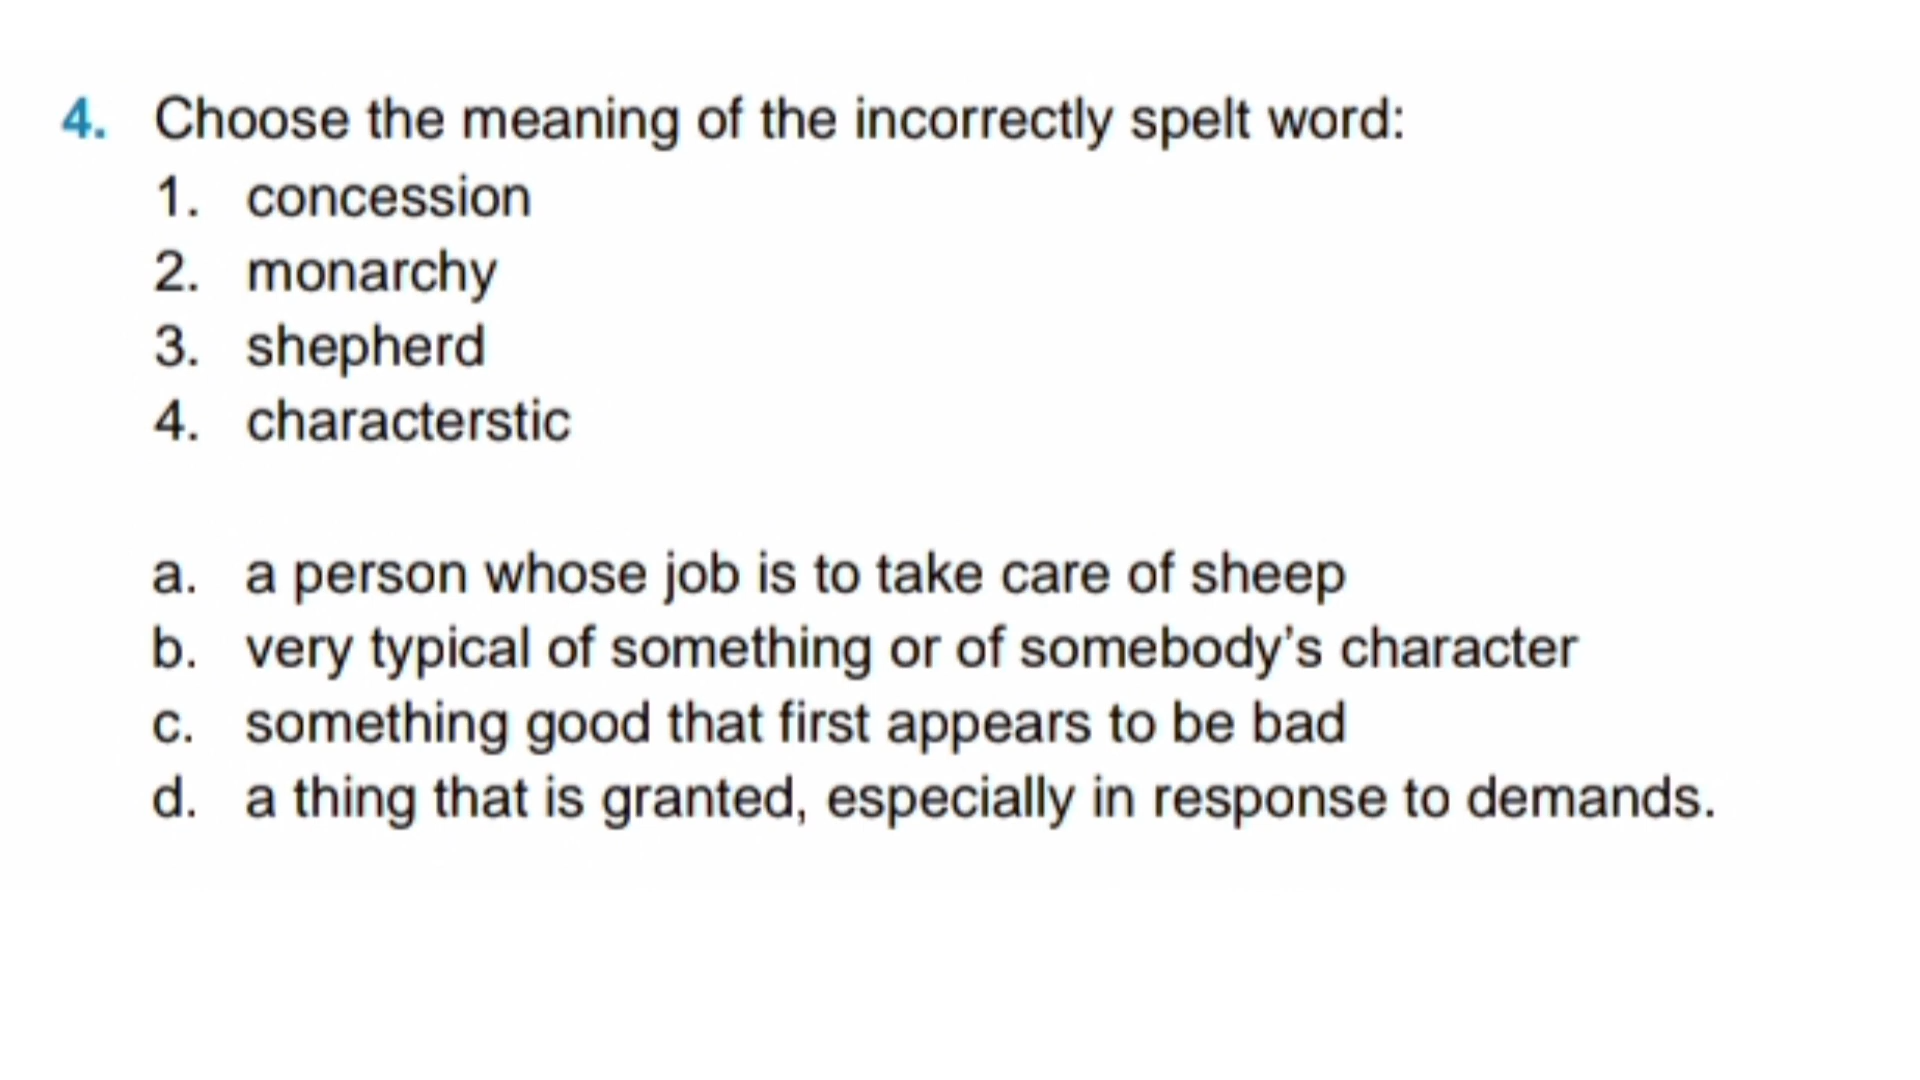 4. Choose the meaning of the incorrectly spelt word:
1. concession
2. monarchy
3. shepherd
4. characterstic
a. a person whose job is to take care of sheep
b. very typical of something or of somebody's character
c. something good that first appears to be bad
d. a thing that is granted, especially in response to demands.